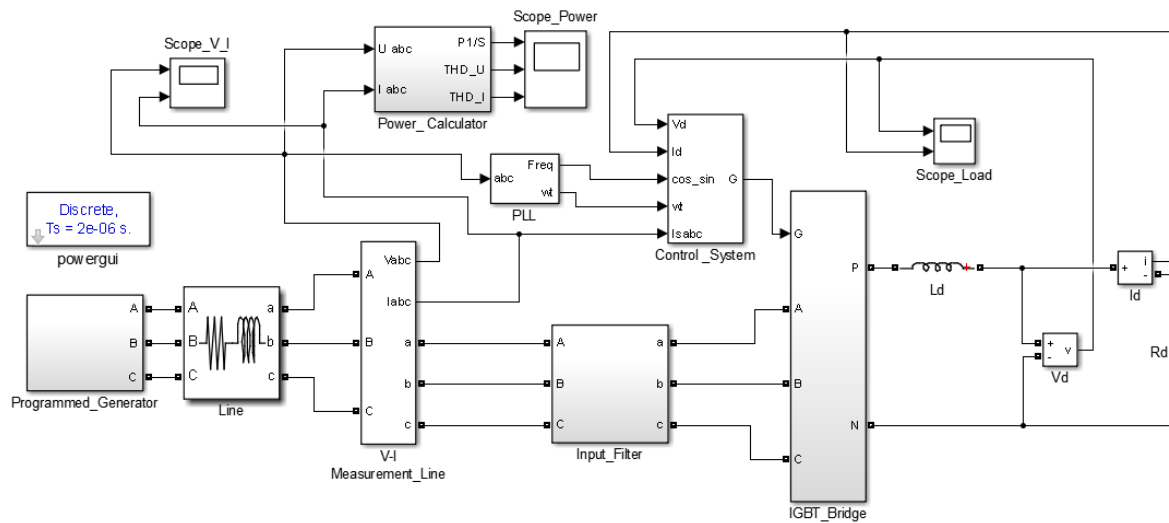 Scope_V_I
U abc
I abc
P1/S
THD_U
THD_I
Power_ Calculator
Scope_Power
Discrete,
Ts = 2e-06 s.
powergui
abc
Freq
wt
PLL
Vd
Id
cos_sin
wt
Isabc
G
Control _System
Scope_Load
A
B
C
Programmed_Generator
A
B
C
a
b
c
Line
A
B
C
Vabc
Iabc
a
b
c
V-I
Measurement_Line
A
B
C
a
b
c
Input_Filter
G
A
B
C
P
N
IGBT_Bridge
Ld
+
-
v
Vd
+
i
-
Id
Rd